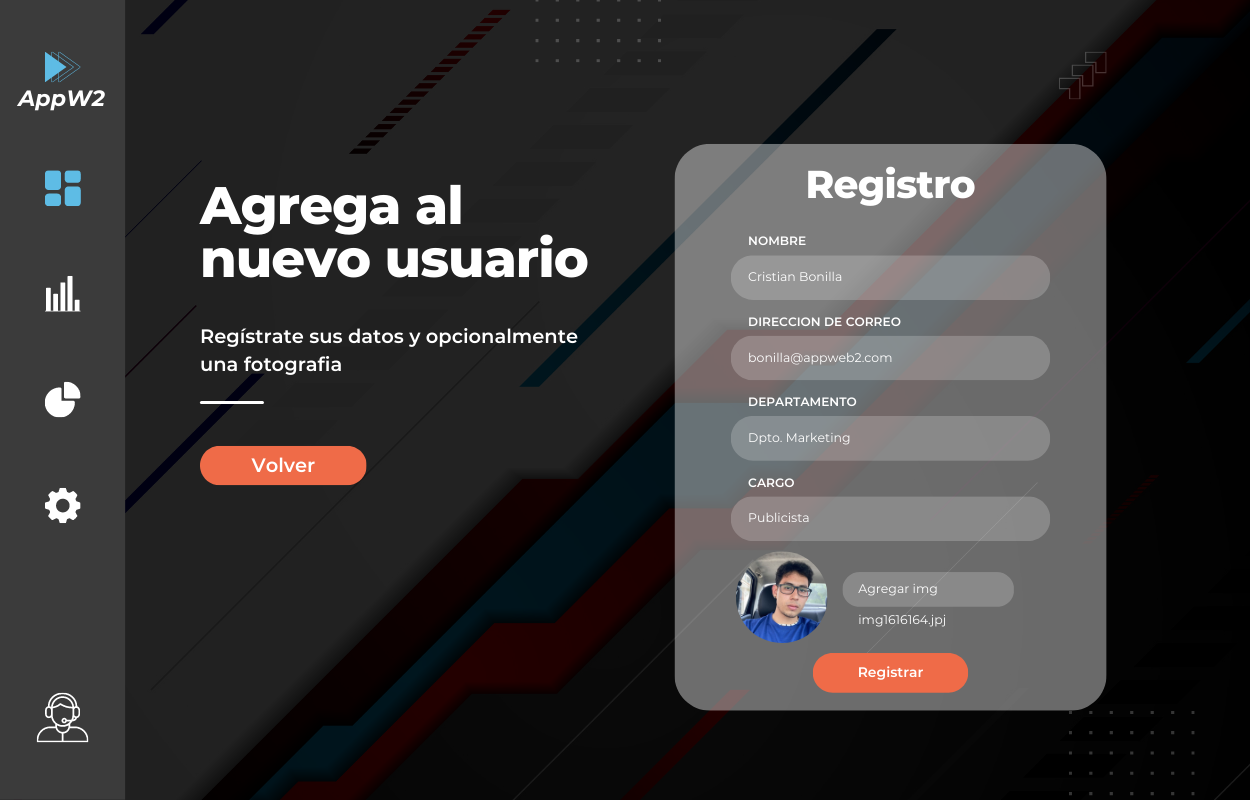 AppW2
Agrega al
nuevo usuario
Regístrate sus datos y opcionalmente
una fotografia
Volver
Registro
NOMBRE
Cristian Bonilla
DIRECCION DE CORREO
bonilla@appweb2.com
DEPARTAMENTO
Dpto. Marketing
CARGO
Publicista
Agregar img
img1616164.jpj
Registrar